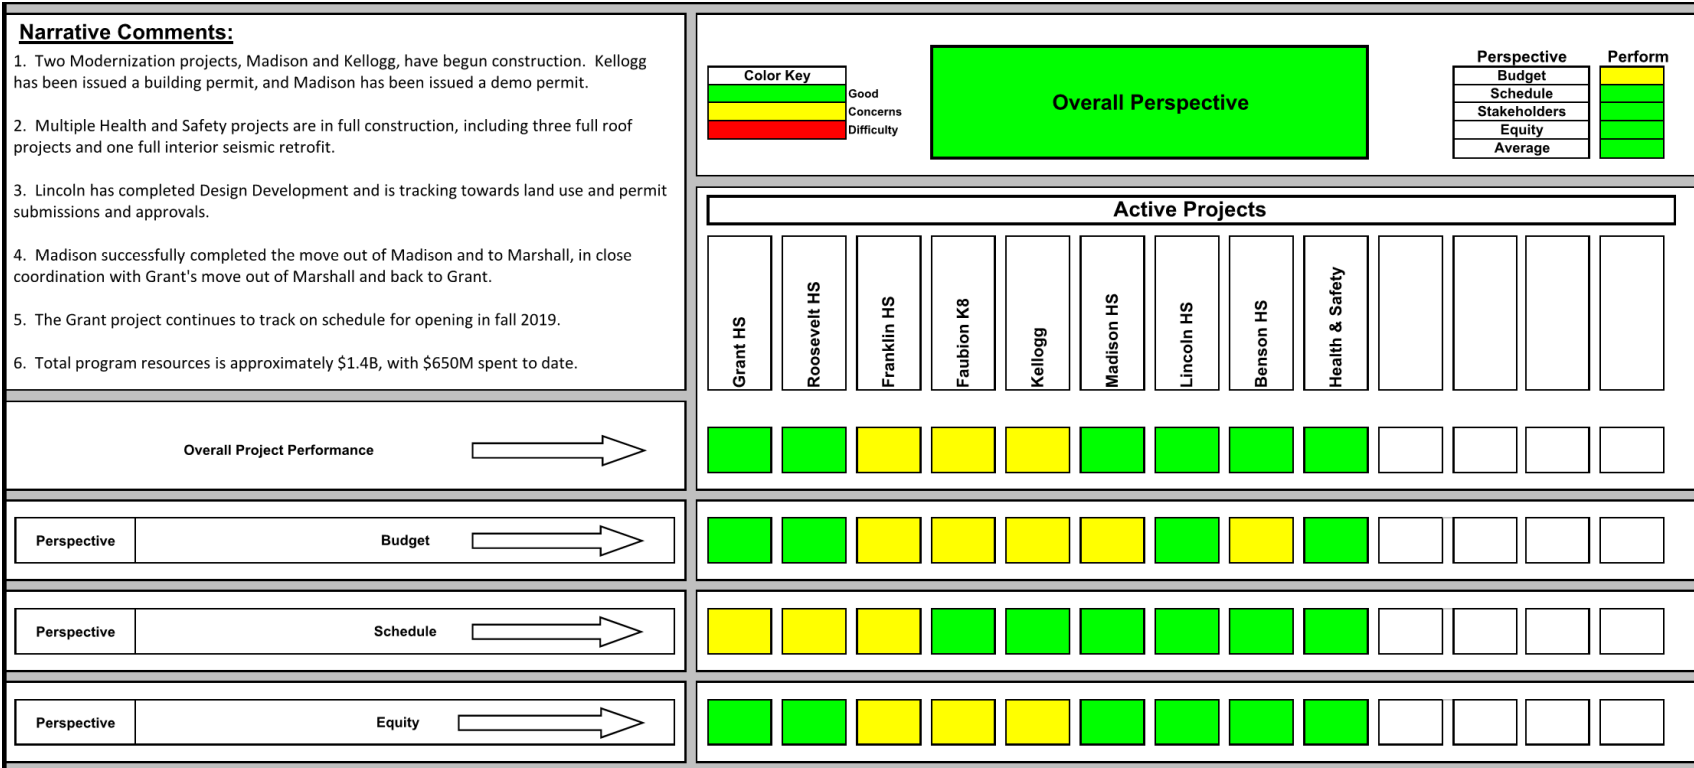 Narrative Comments:
1.  Two Modernization projects, Madison and Kellogg, have begun construction.  Kellogg
has been issued a building permit, and Madison has been issued a demo permit.
2.  Multiple Health and Safety projects are in full construction, including three full roof
projects and one full interior seismic retrofit.
3.  Lincoln has completed Design Development and is tracking towards land use and permit
submissions and approvals.
4.  Madison successfully completed the move out of Madison and to Marshall, in close
coordination with Grant's move out of Marshall and back to Grant.
5.  The Grant project continues to track on schedule for opening in fall 2019.
6.  Total program resources is approximately $1.4B, with $650M spent to date.
Color Key
Good
Concerns
Difficulty
Overall Perspective
Perspective Perform
Budget
Schedule
Stakeholders
Equity
Average
Active Projects
Grant HS
Roosevelt HS
Franklin HS
Faubion K8
Kellogg
Madison HS
Lincoln HS
Benson HS
Health & Safety
Overall Project Performance
Perspective Budget
Perspective Schedule
Perspective Equity